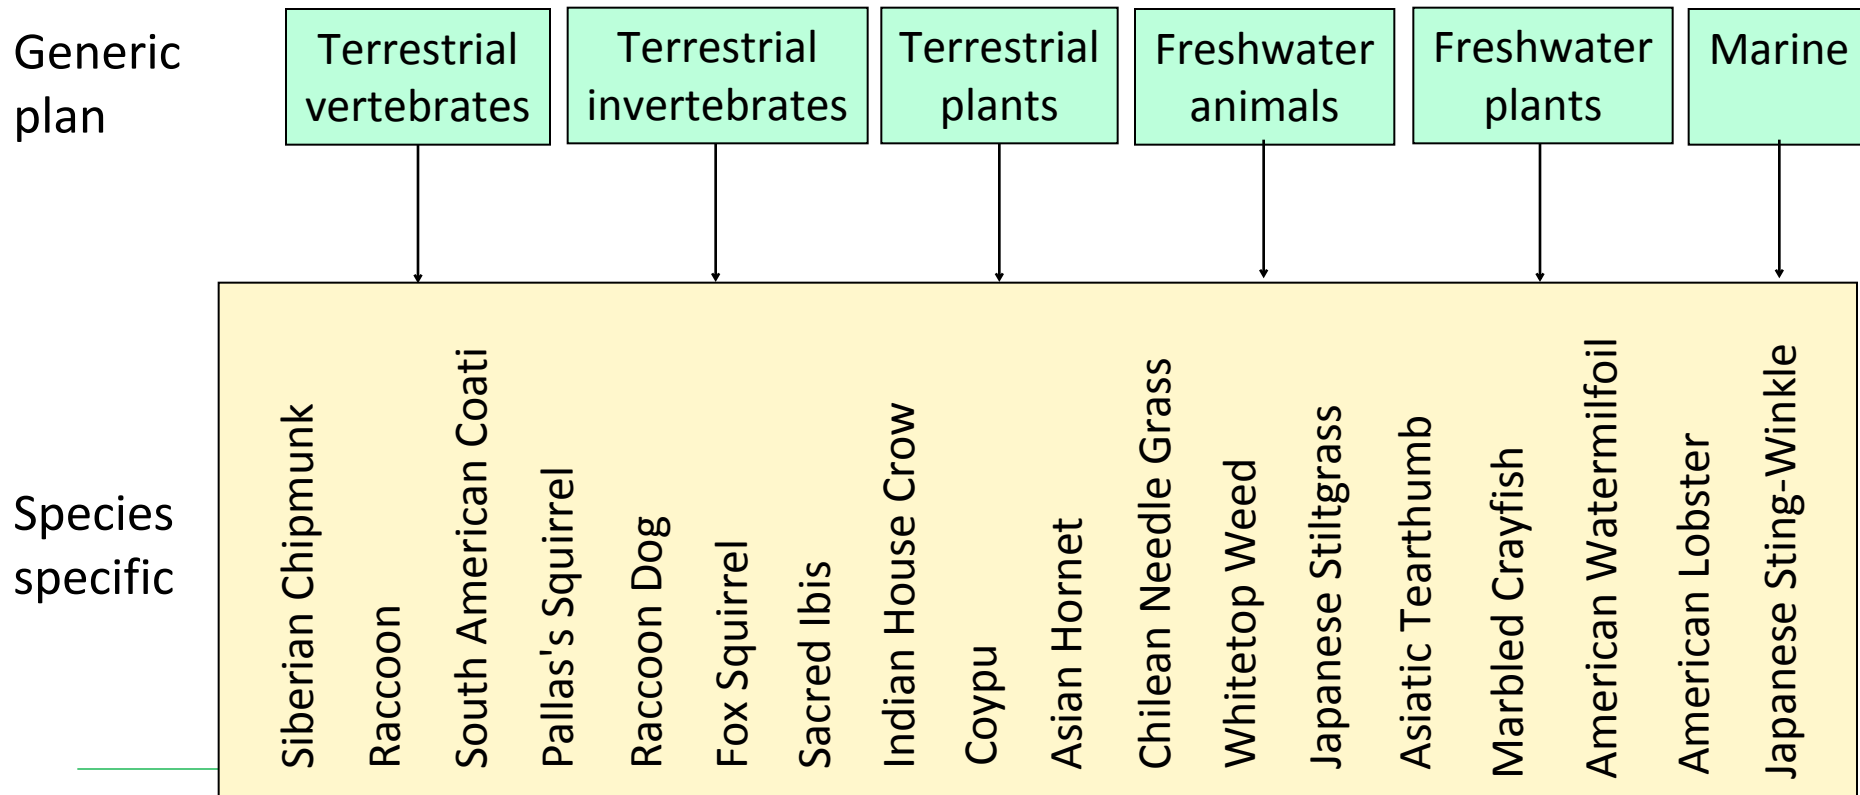 Generic
plan
Terrestrial
vertebrates
Terrestrial
invertebrates
Terrestrial
plants
Freshwater
animals
Freshwater
plants
Marine
Species
specific
Siberian Chipmunk
Raccoon
South American Coati
Pallas's Squirrel
Raccoon Dog
Fox Squirrel
Sacred Ibis
Indian House Crow
Coypu
Asian Hornet
Chilean Needle Grass
Whitetop Weed
Japanese Stiltgrass
Asiatic Tearthumb
Marbled Crayfish
American Watermilfoil
American Lobster
Japanese Sting-Winkle